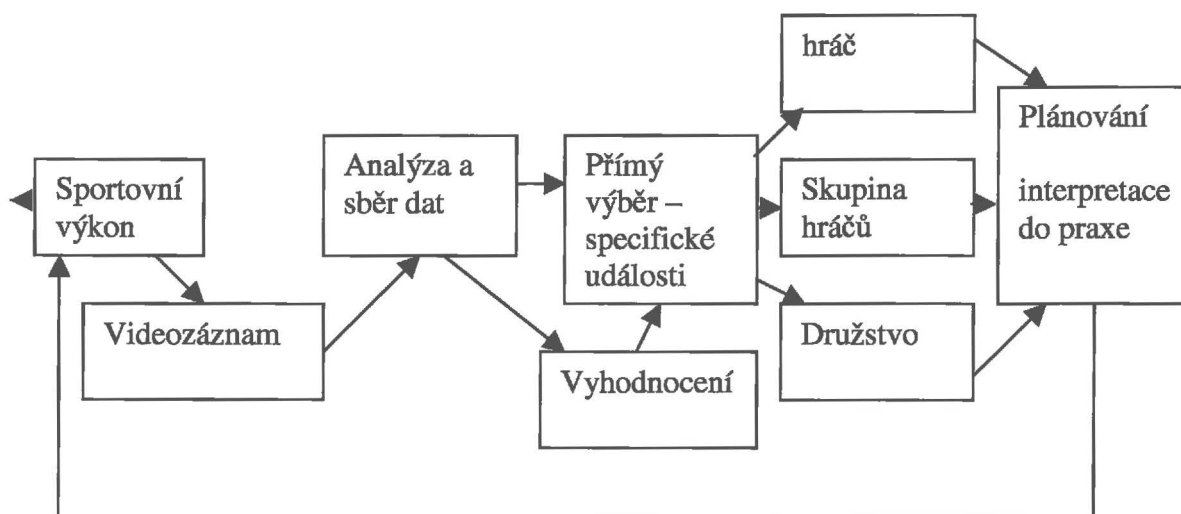 Sportovní
výkon
Videozáznam
Analýza a
sběr dat
Vyhodnocení
Přímý
výběr –
specifické
události
hráč
Skupina
hráčů
Družstvo
Plánování
interpretace
do praxe